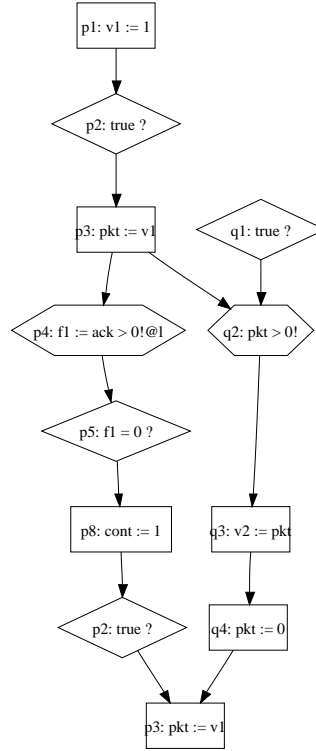 p1: v1 := 1
p2: true ?
p3: pkt := v1
q1: true ?
p4: f1 := ack > 0!@l
q2: pkt > 0!
p5: f1 = 0 ?
p8: cont := 1
q3: v2 := pkt
p2: true ?
q4: pkt := 0
p3: pkt := v1